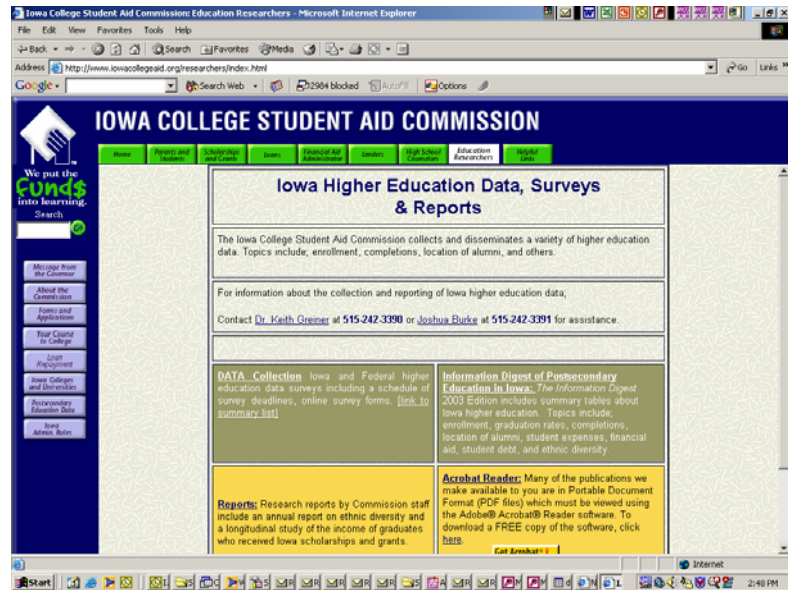 Iowa College Student Aid Commission: Education Researchers - Microsoft Internet Explorer
File Edit View Favorites Tools Help
Back Search Favorites Media
Address http://www.iowacollegeaid.org/researchers/index.html Go Links
Google Search Web 32984 blocked AutoFill Options
IOWA COLLEGE STUDENT AID COMMISSION
Home
Parents and
Students
Scholarships
and Grants
Loans
Financial Aid
Administrator
Lenders
High School
Counselors
Education
Researchers
Helpful
Links
We put the
FUND$
into learning.
Search
GO
Message from
the Governor
About the
Commission
Forms and
Applications
Your Course
to College
Loan
Repayment
Iowa Colleges
and Universities
Postsecondary
Education Data
Iowa
Admin. Rules
Iowa Higher Education Data, Surveys
& Reports
The Iowa College Student Aid Commission collects and disseminates a variety of higher education
data. Topics include; enrollment, completions, location of alumni, and others.
For information about the collection and reporting of Iowa higher education data;
Contact Dr. Keith Greiner at 515-242-3390 or Joshua Burke at 515-242-3391 for assistance.
DATA Collection Iowa and Federal higher
education data surveys including a schedule of
survey deadlines, online survey forms. [link to
summary list]
Information Digest of Postsecondary
Education in Iowa: The Information Digest
2003 Edition includes summary tables about
Iowa higher education. Topics include;
enrollment, graduation rates, completions,
location of alumni, student expenses, financial
aid, student debt, and ethnic diversity.
Reports: Research reports by Commission staff
include an annual report on ethnic diversity and
a longitudinal study of the income of graduates
who received Iowa scholarships and grants.
Acrobat Reader: Many of the publications we
make available to you are in Portable Document
Format (PDF files) which must be viewed using
the Adobe® Acrobat® Reader software. To
download a FREE copy of the software, click
here.
Get Acrobat
Internet
Start
2:40 PM